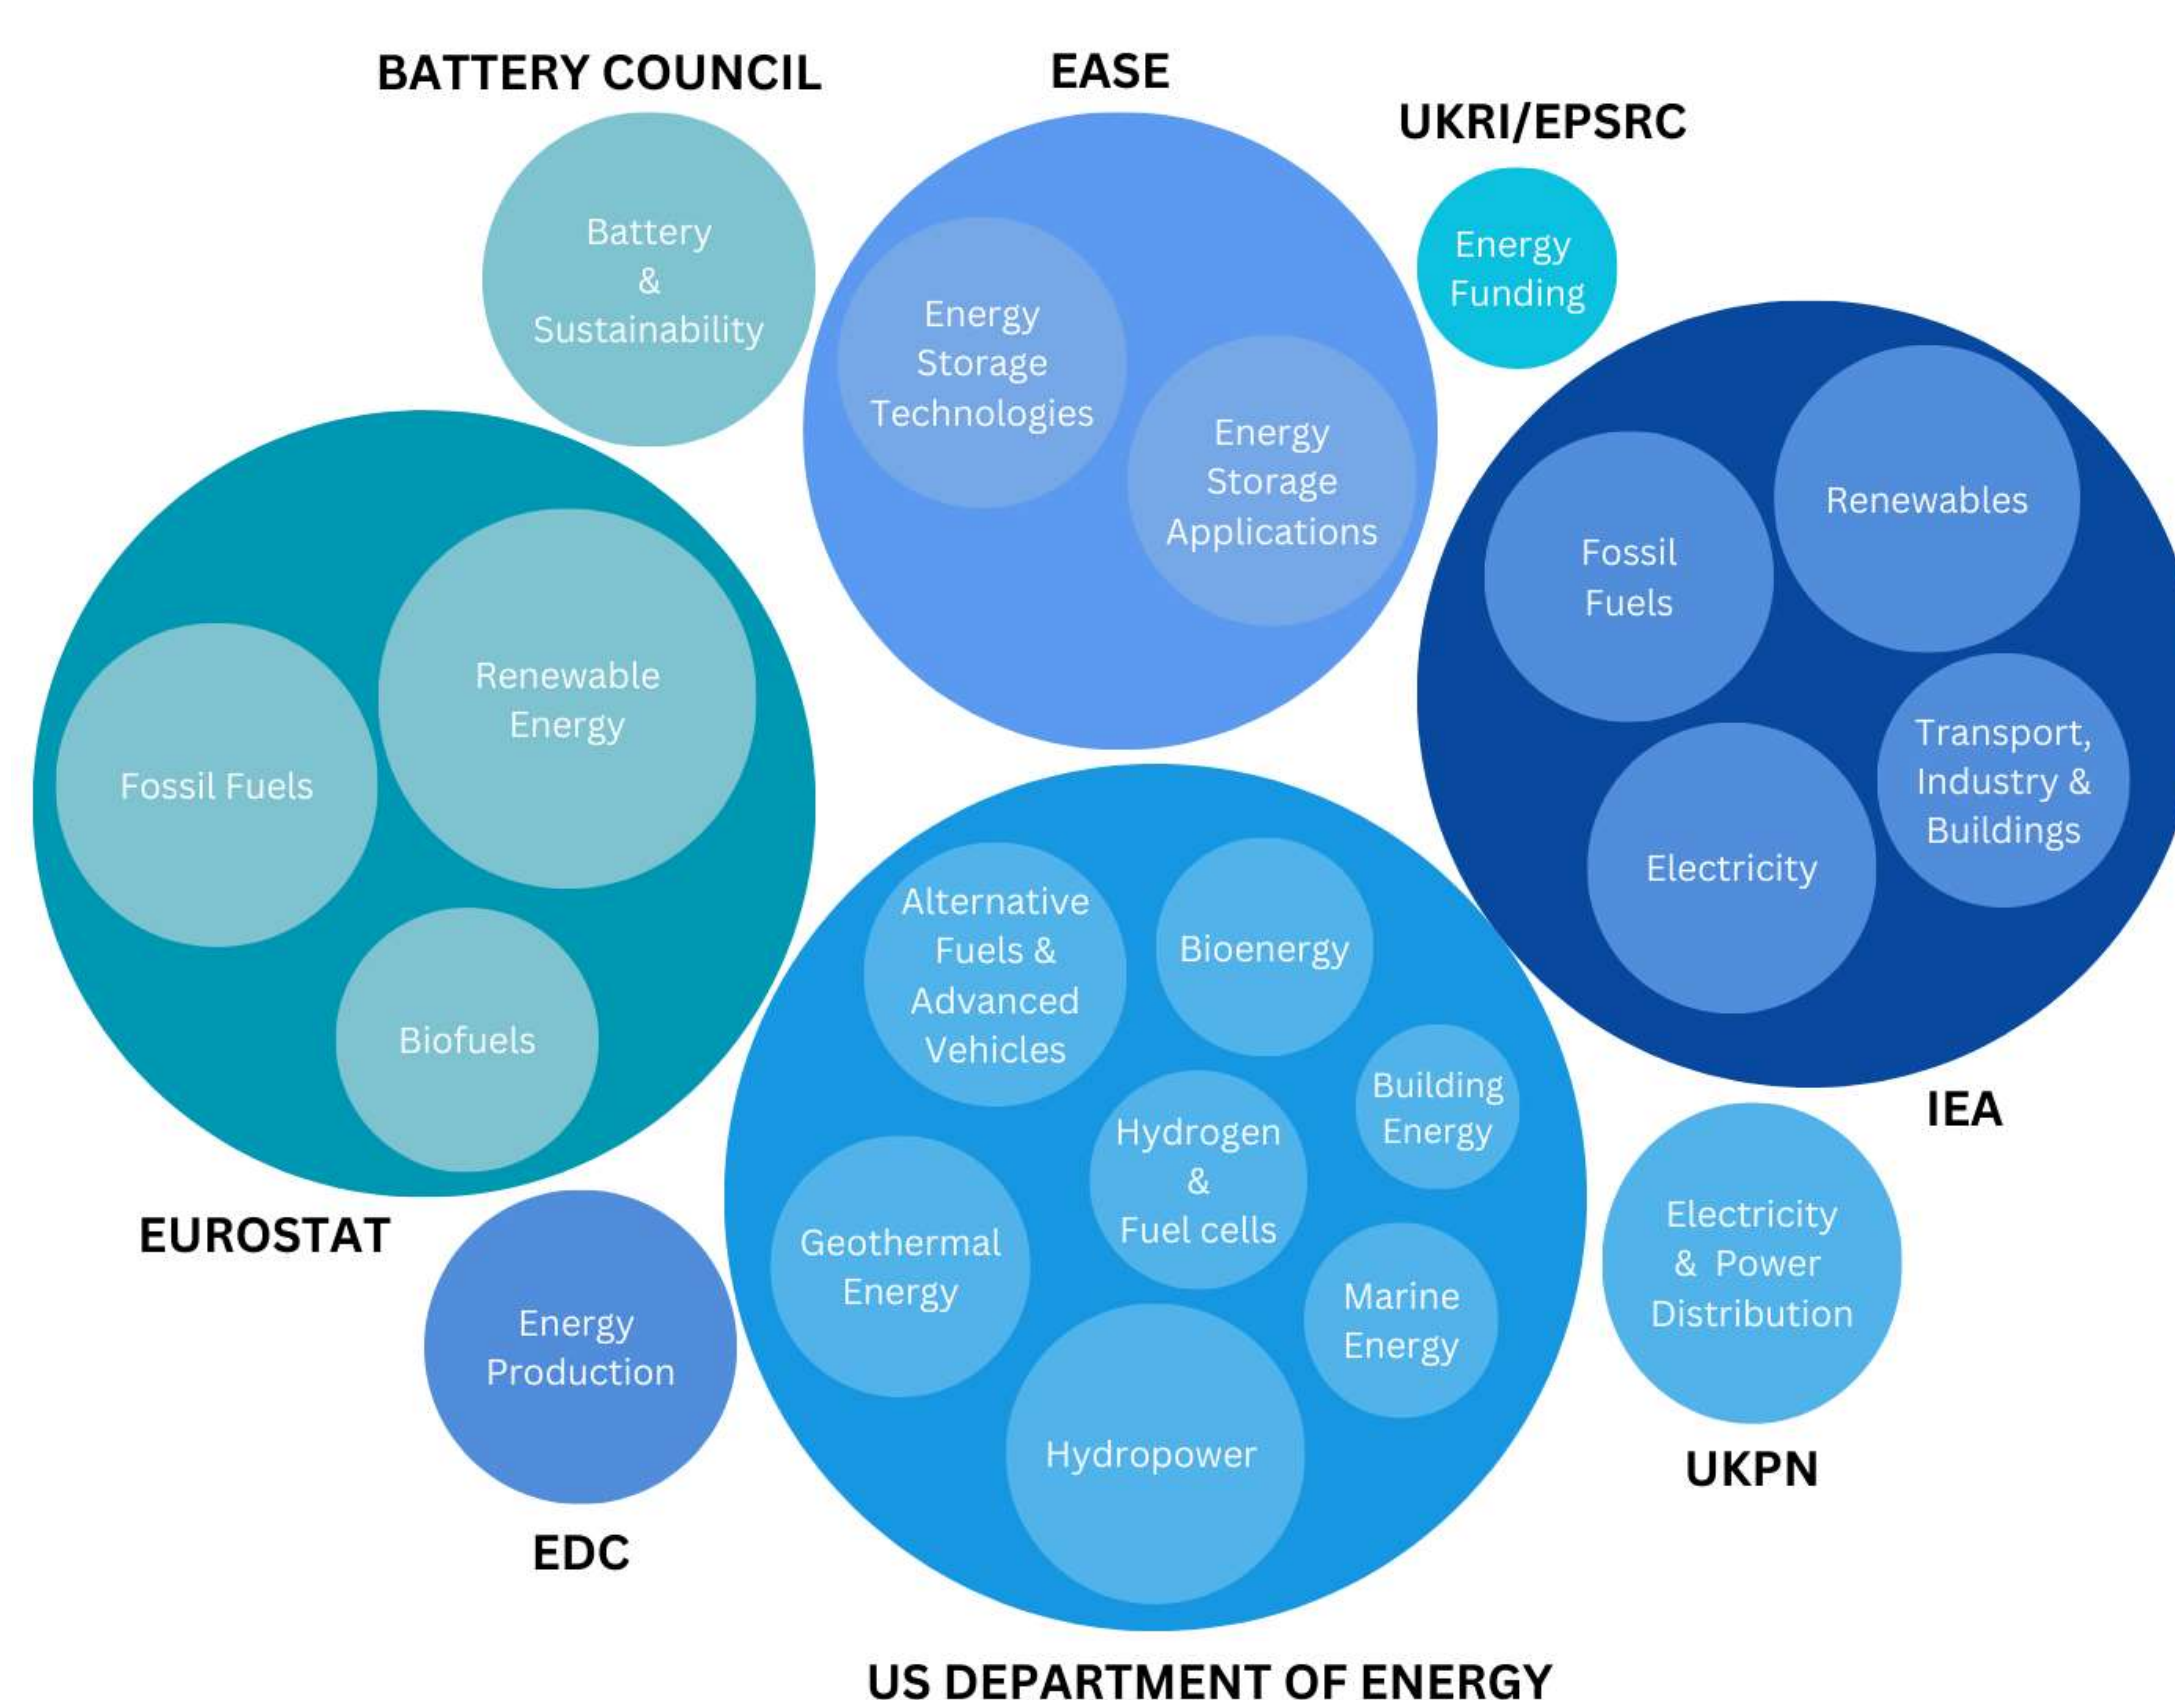 BATTERY COUNCIL
Battery
&
Sustainability
EASE
Energy
Storage
Technologies
Energy
Storage
Applications
UKRI/EPSRC
Energy
Funding
Fossil
Fuels
Renewables
Transport,
Industry &
Buildings
Electricity
IEA
Renewable
Energy
Fossil Fuels
Biofuels
EUROSTAT
Alternative
Fuels &
Advanced
Vehicles
Bioenergy
Building
Energy
Hydrogen
&
Fuel cells
Geothermal
Energy
Marine
Energy
Hydropower
US DEPARTMENT OF ENERGY
Energy
Production
EDC
Electricity
& Power
Distribution
UKPN